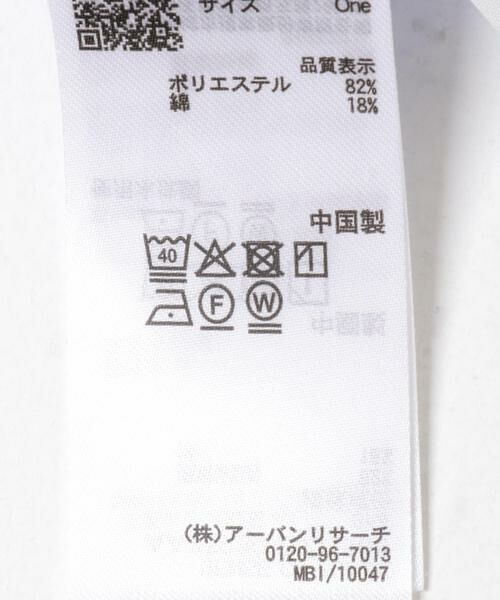 サイズ One
品質表示
ポリエステル 82%
綿 18%
中国製
40
F W
(株)アーバンリサーチ
0120-96-7013
MBI/10047